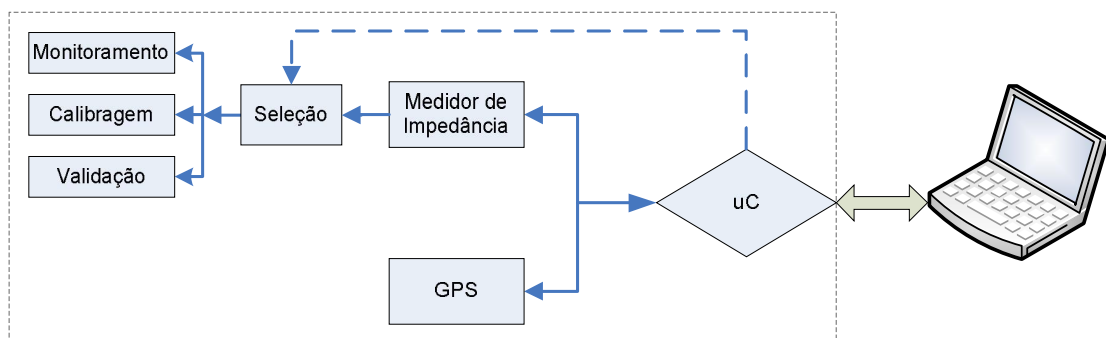 Monitoramento
Calibragem
Validação
Seleção
Medidor de
Impedância
GPS
uC